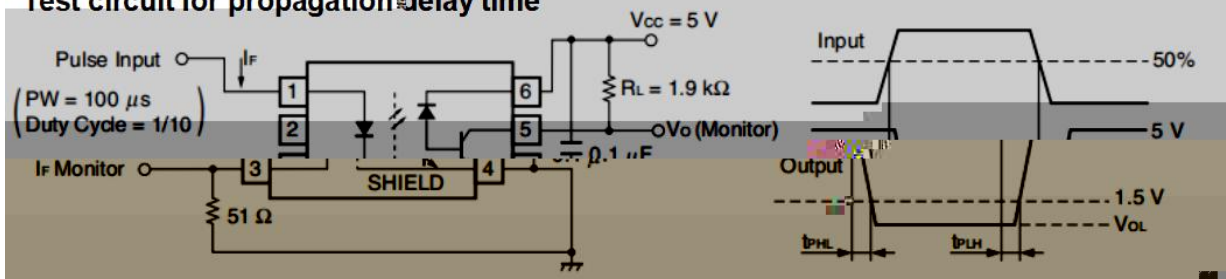 Test circuit for propagation delay time
Vcc = 5 V
Pulse Input
IF
(PW = 100 μs
Duty Cycle = 1/10)
1
2
3
6
5
4
RL = 1.9 kΩ
Vo (Monitor)
0.1 μF
IF Monitor
SHIELD
51 Ω
Input
50%
5 V
Output
1.5 V
VOL
tPHL
tPLH